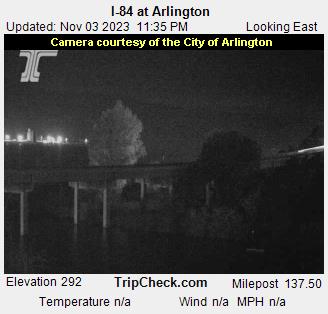 I-84 at Arlington
Updated: Nov 03 2023 11:35 PM Looking East
Camera courtesy of the City of Arlington
Elevation 292 TripCheck.com Milepost 137.50
Temperature n/a Wind n/a MPH n/a